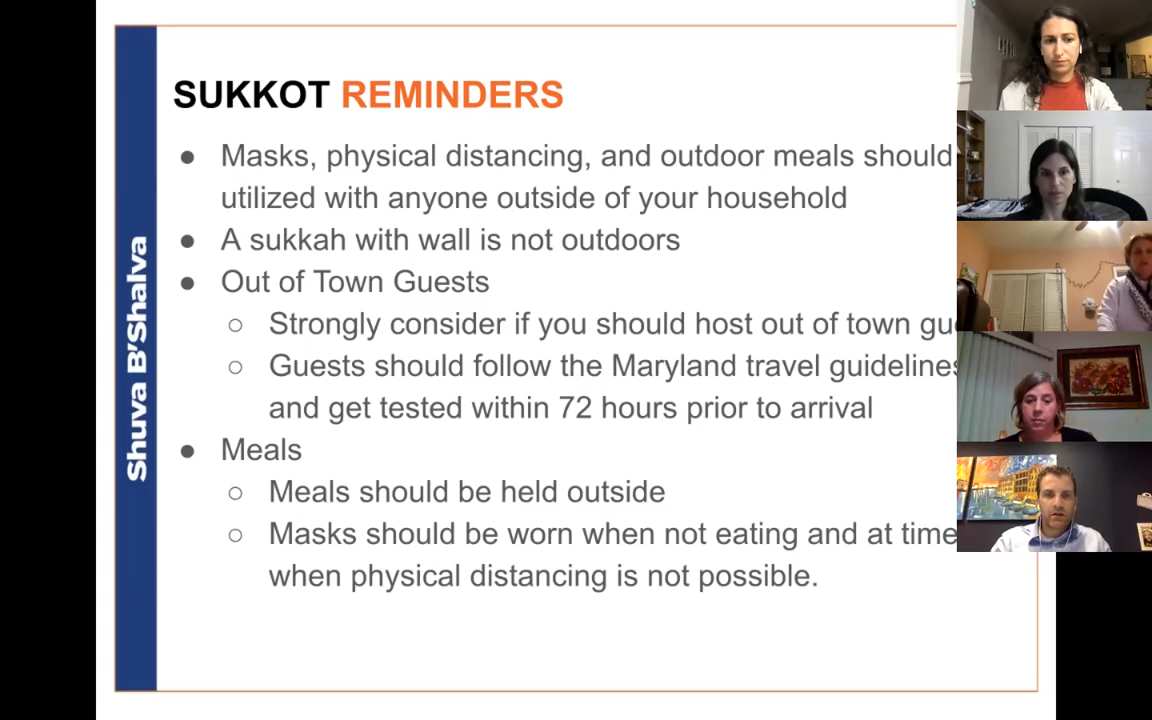 SUKKOT REMINDERS
● Masks, physical distancing, and outdoor meals should
utilized with anyone outside of your household
● A sukkah with wall is not outdoors
● Out of Town Guests
○ Strongly consider if you should host out of town
○ Guests should follow the Maryland travel guidelines
and get tested within 72 hours prior to arrival
● Meals
○ Meals should be held outside
○ Masks should be worn when not eating and at time
when physical distancing is not possible.
Shuva B'Shalva